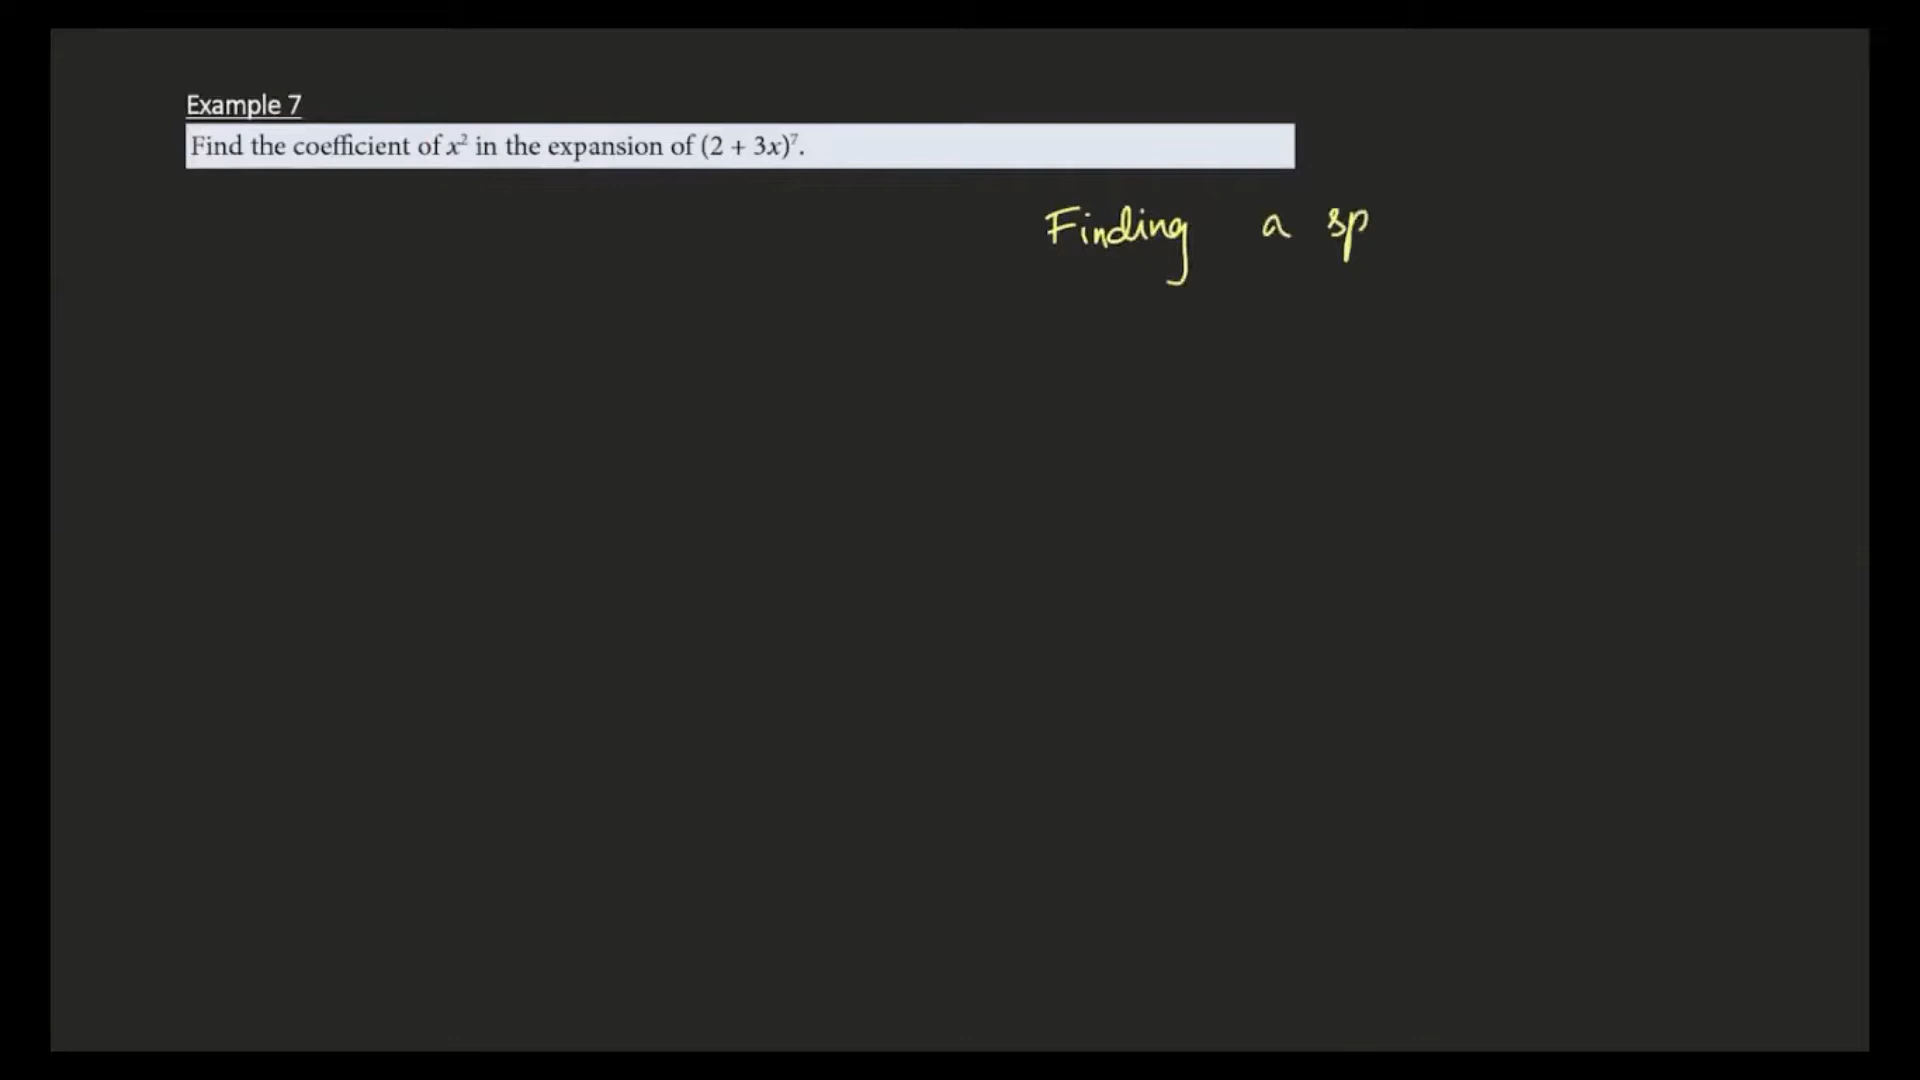 Example 7
Find the coefficient of x² in the expansion of (2 + 3x)⁷.
Finding a sp